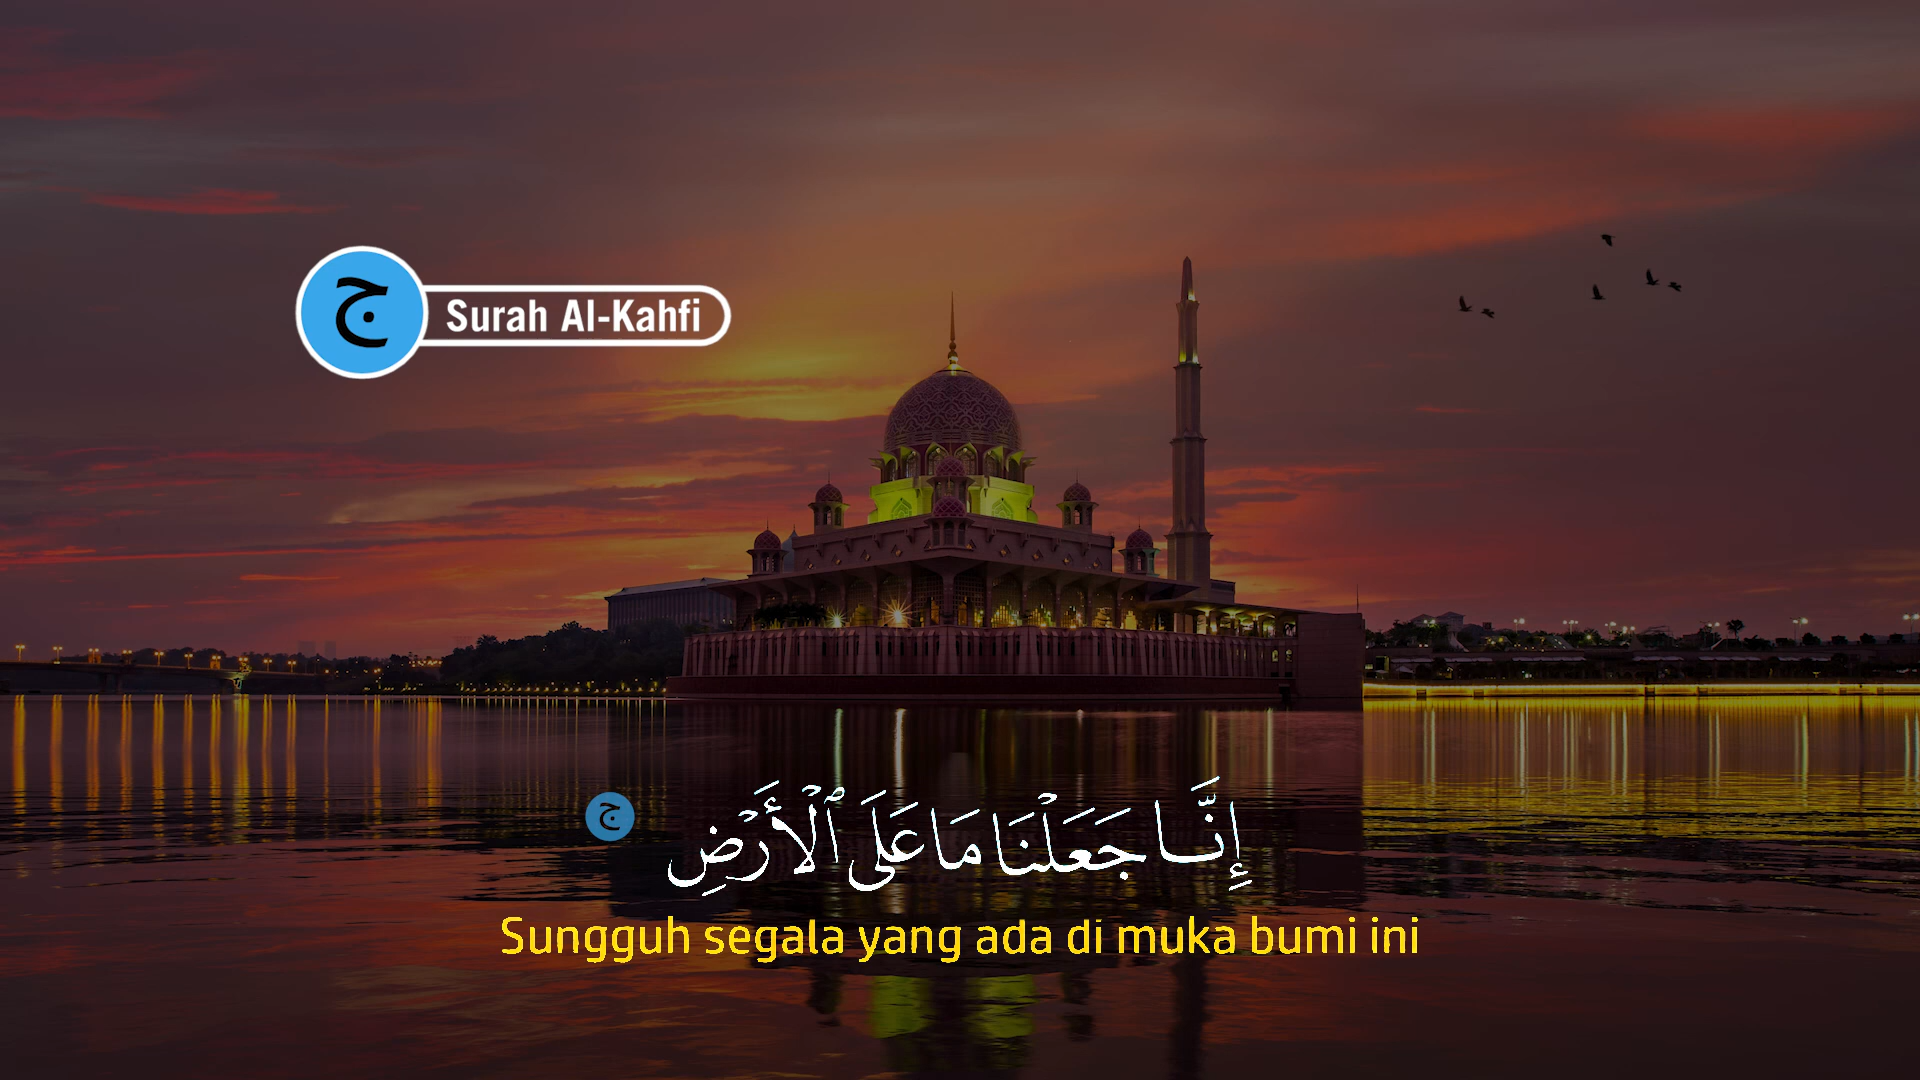 ج
Surah Al-Kahfi
ج
إِنَّا جَعَلْنَا مَا عَلَى ٱلْأَرْضِ
Sungguh segala yang ada di muka bumi ini